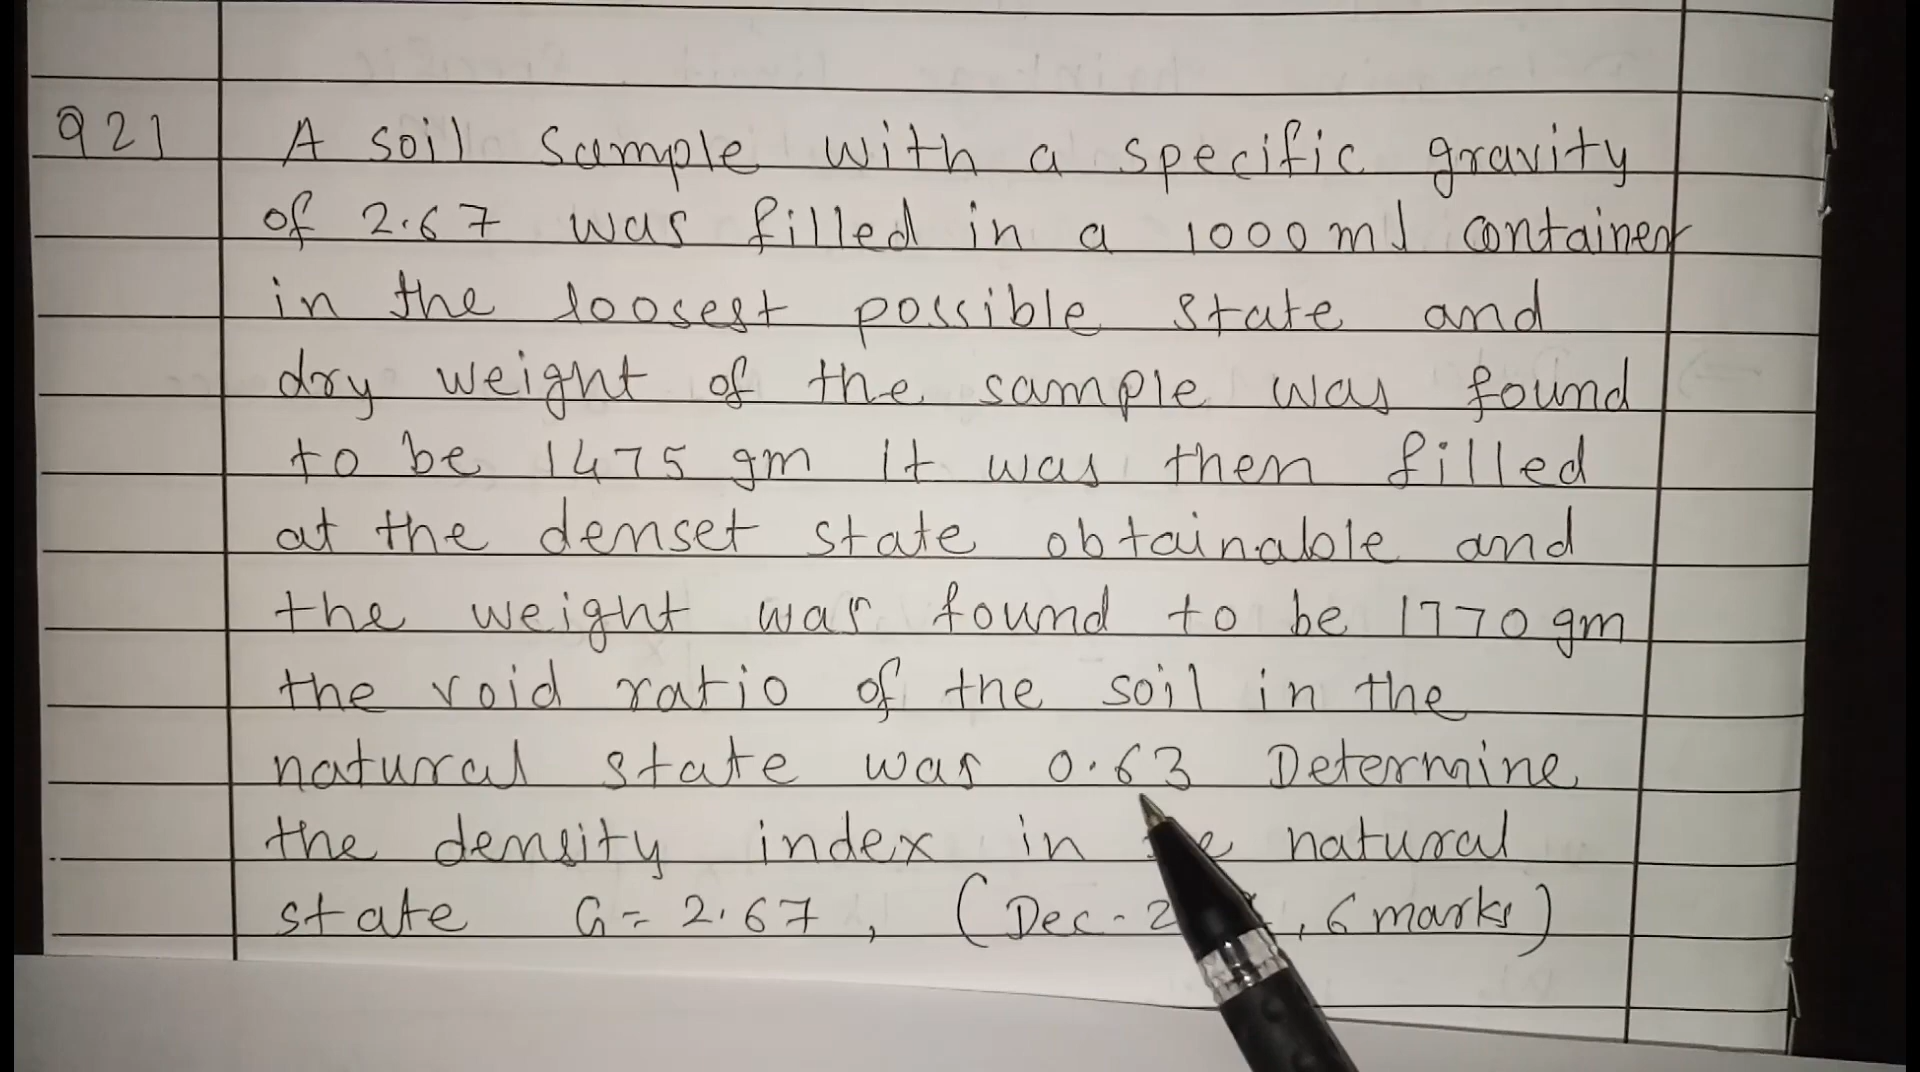 Q21 A soil sample with a specific gravity
of 2.67 was filled in a 1000 ml container
in the loosest possible state and
dry weight of the sample was found
to be 1475 gm It was then filled
at the denset state obtainable and
the weight was found to be 1770 gm
the void ratio of the soil in the
natural state was 0.63 Determine
the density index in natural
state G = 2.67, (Dec - 2 , 6 marks)